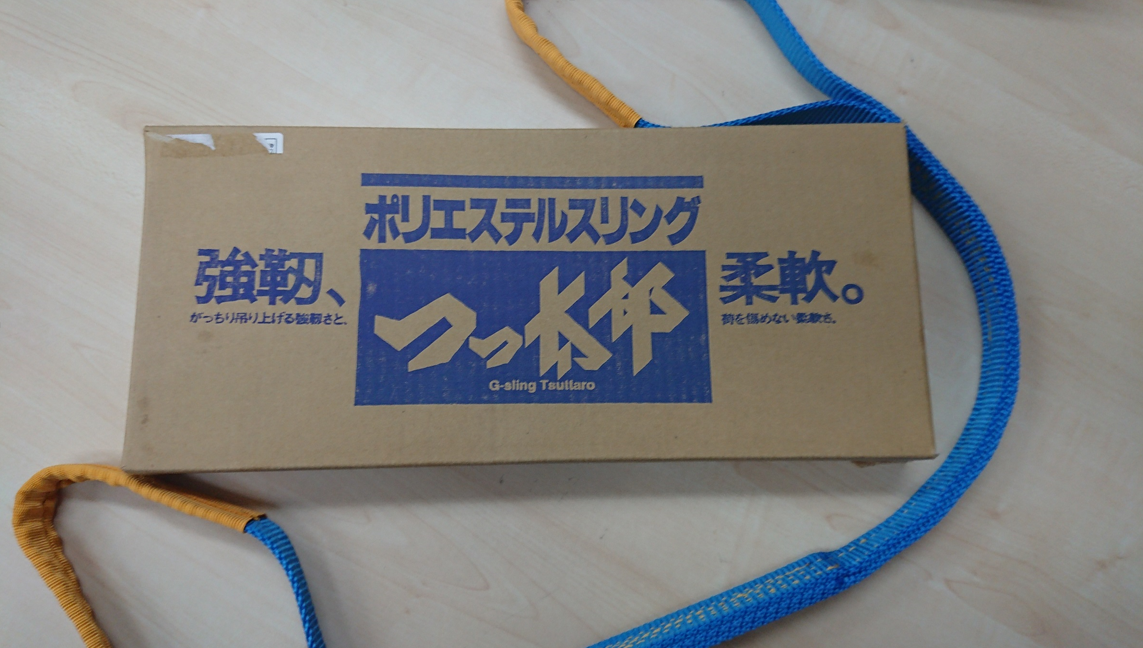 ポリエステルスリング
強靭、
がっちり吊り上げる強靭さと、
つっ太郎
G-sling Tsuttaro
柔軟。
荷を傷めない柔軟さ。